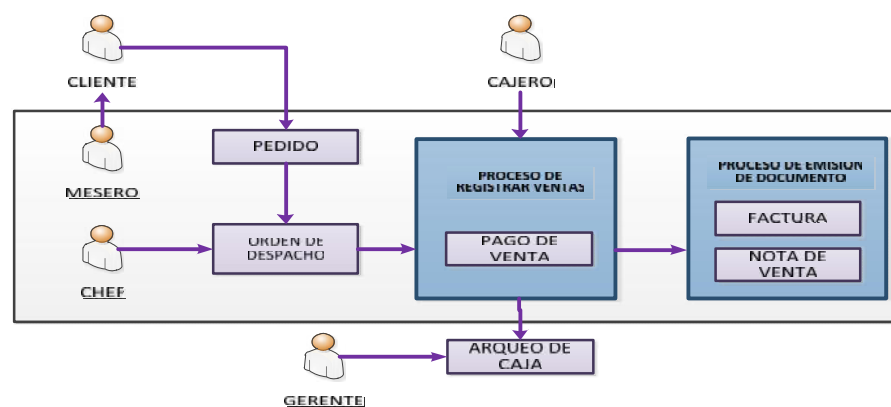 CLIENTE
CAJERO
MESERO
PEDIDO
PROCESO DE
REGISTRAR VENTAS
PROCESO DE EMISION
DE DOCUMENTO
FACTURA
CHEF
ORDEN DE
DESPACHO
PAGO DE
VENTA
NOTA DE
VENTA
GERENTE
ARQUEO DE
CAJA